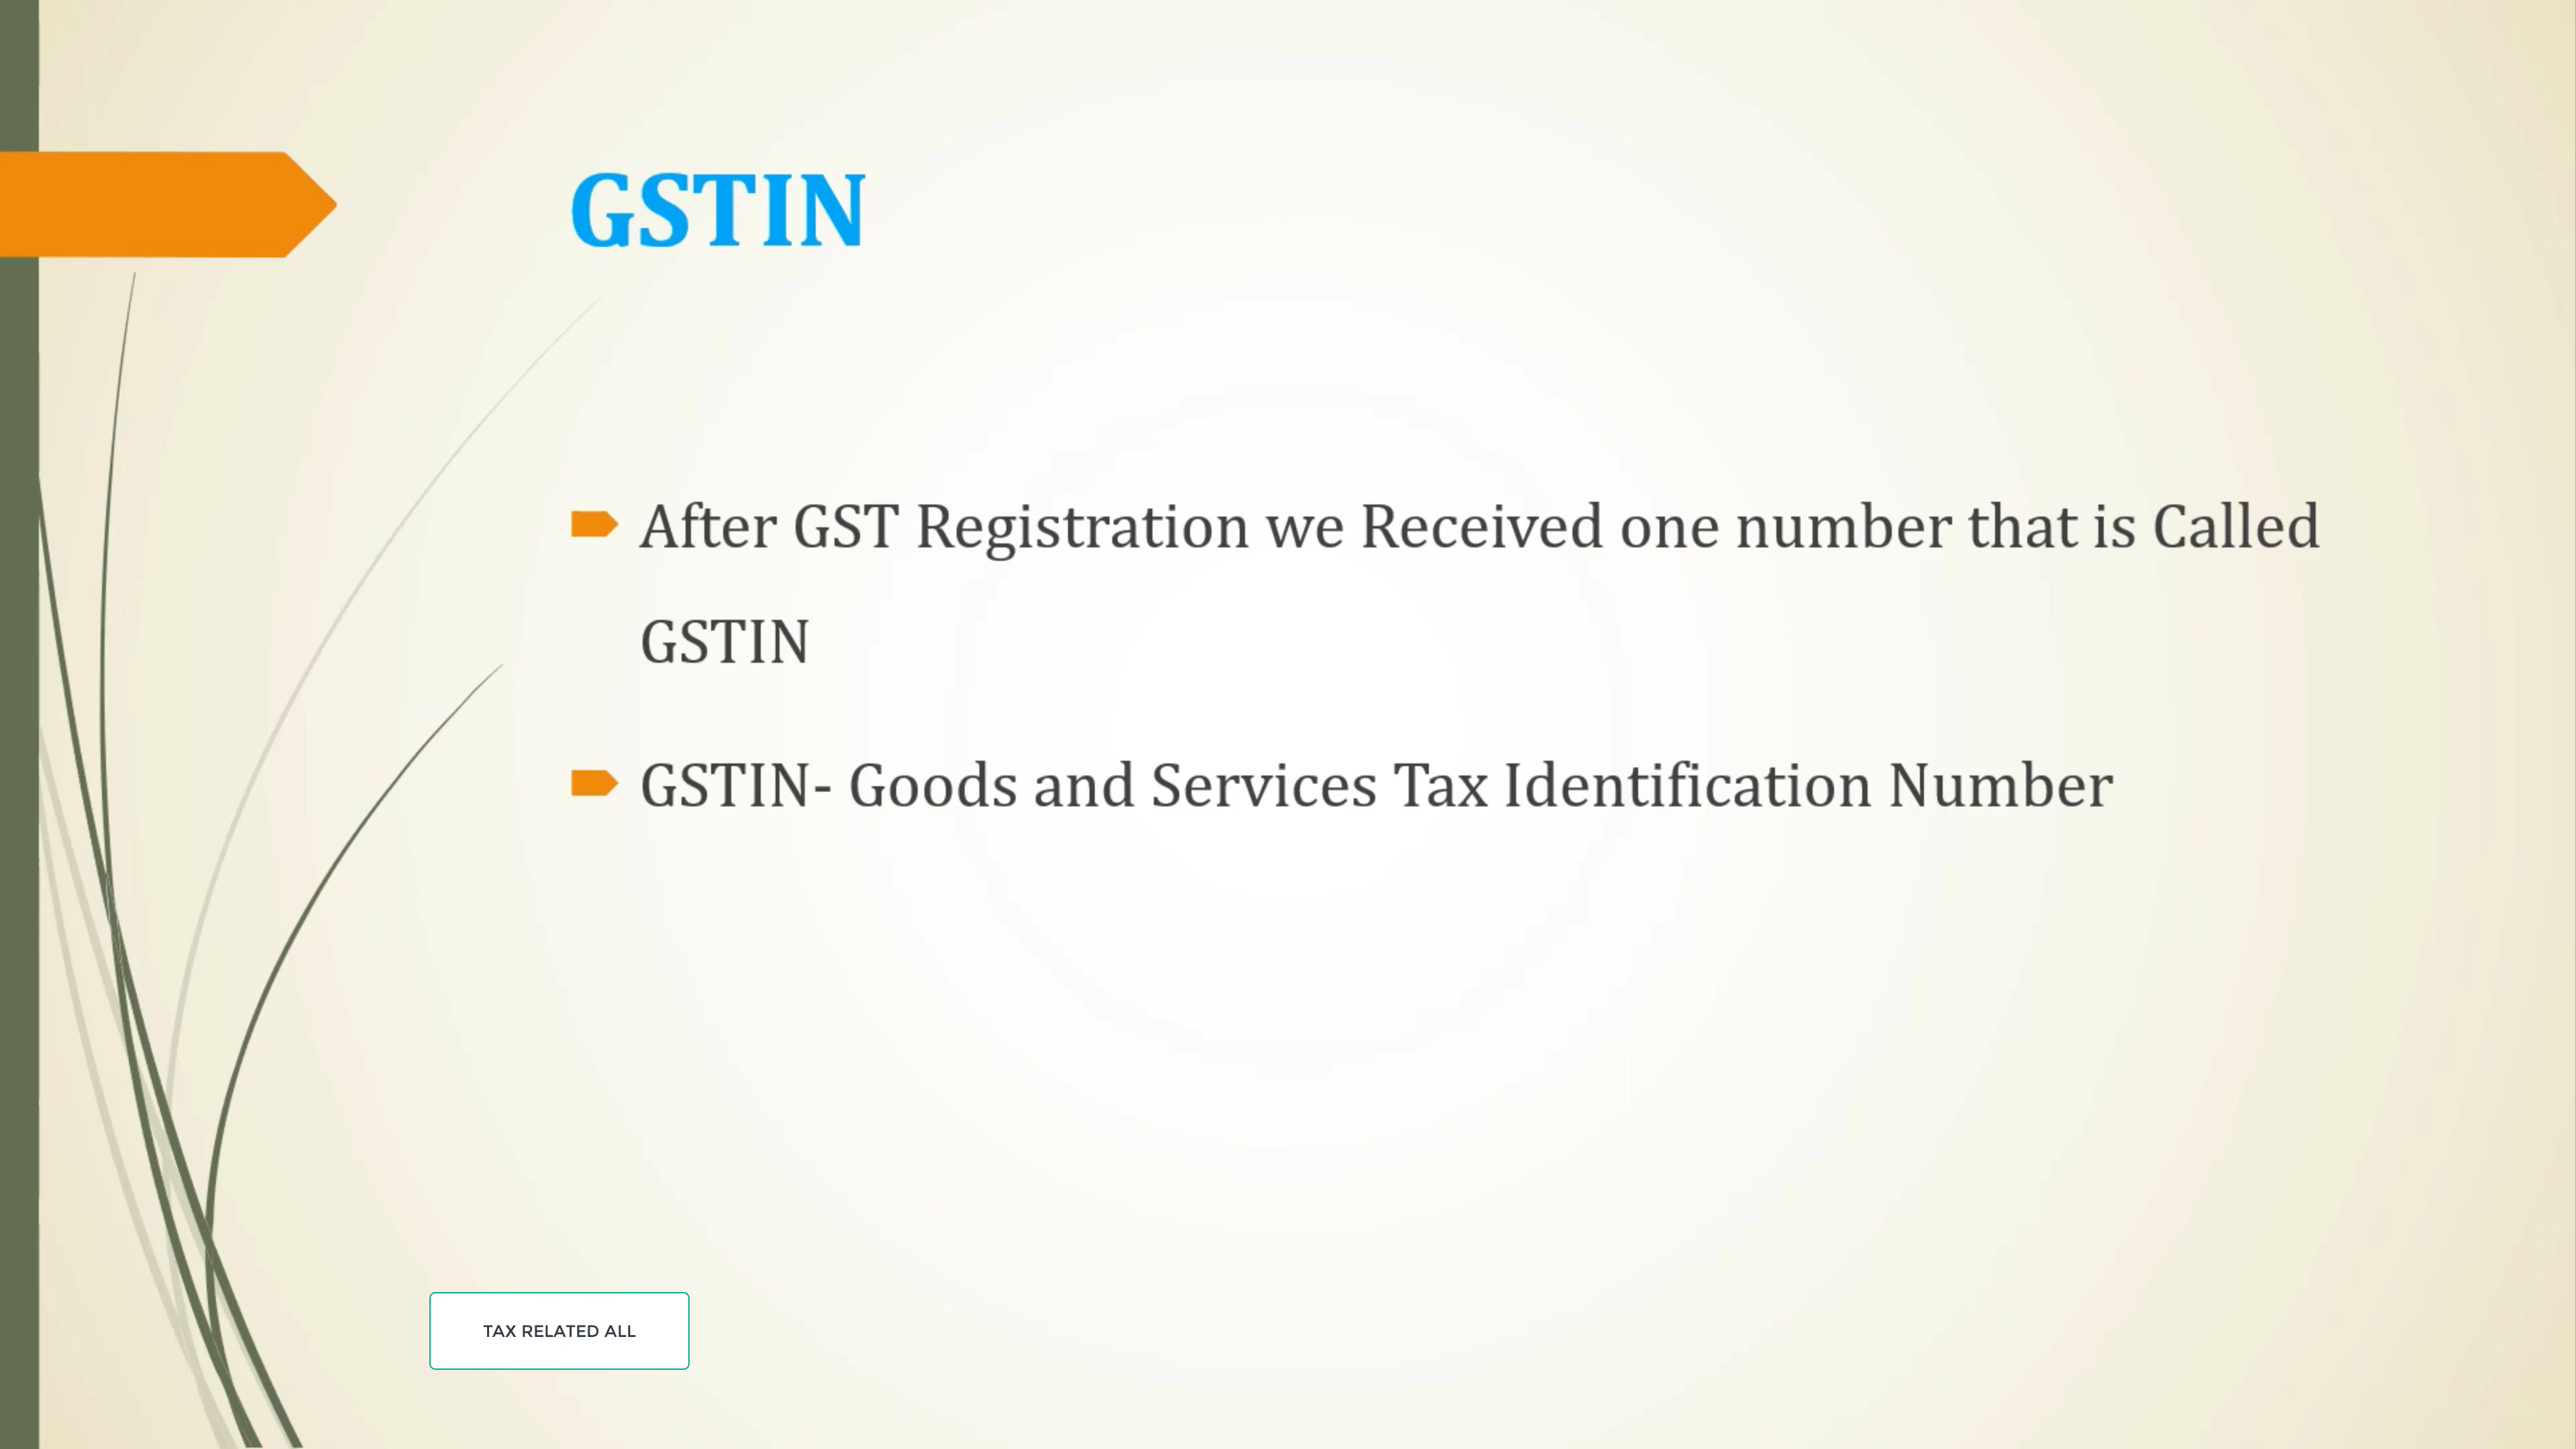 GSTIN
After GST Registration we Received one number that is Called
GSTIN
GSTIN- Goods and Services Tax Identification Number
TAX RELATED ALL